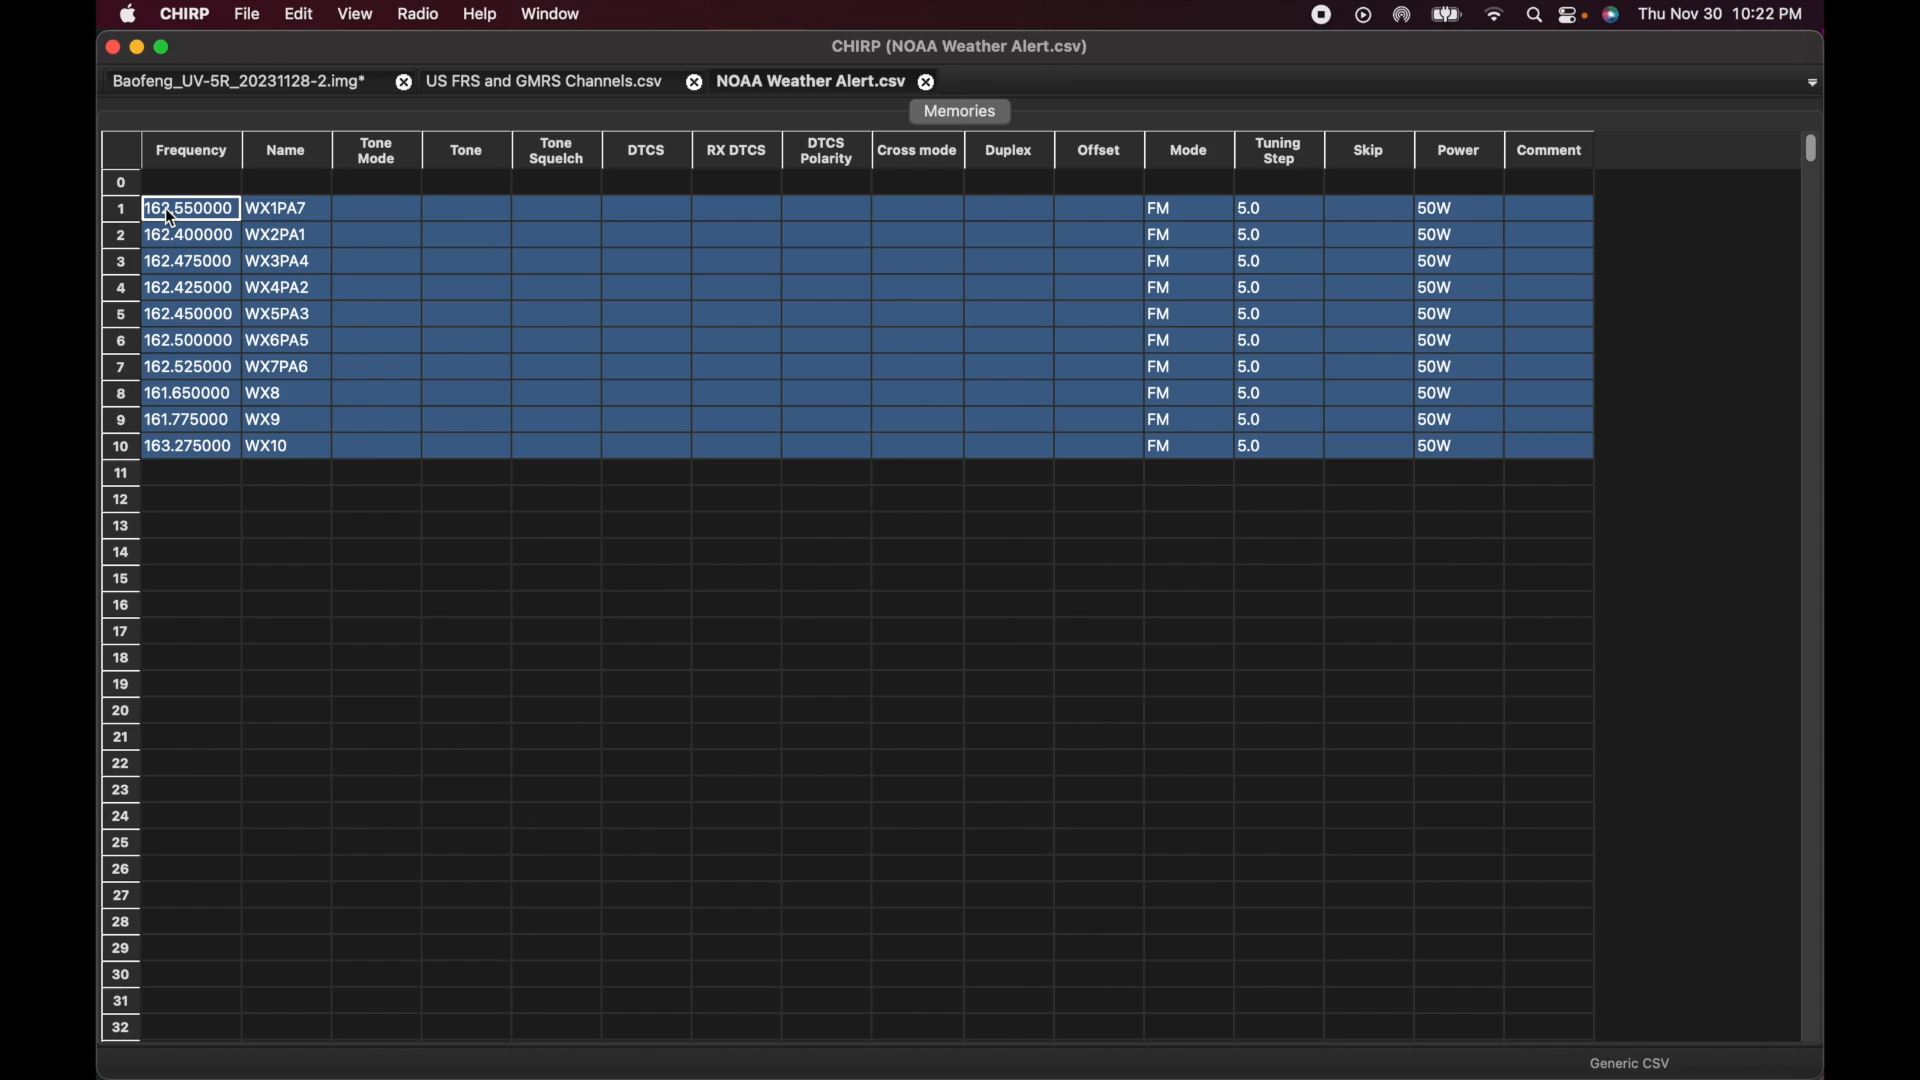 CHIRP File Edit View Radio Help Window Thu Nov 30 10:22 PM
CHIRP (NOAA Weather Alert.csv)
Baofeng_UV-5R_20231128-2.img* US FRS and GMRS Channels.csv NOAA Weather Alert.csv
Memories
Frequency Name Tone Mode Tone Tone Squelch DTCS RX DTCS DTCS Polarity Cross mode Duplex Offset Mode Tuning Step Skip Power Comment
0
1 162.550000 WX1PA7 FM 5.0 50W
2 162.400000 WX2PA1 FM 5.0 50W
3 162.475000 WX3PA4 FM 5.0 50W
4 162.425000 WX4PA2 FM 5.0 50W
5 162.450000 WX5PA3 FM 5.0 50W
6 162.500000 WX6PA5 FM 5.0 50W
7 162.525000 WX7PA6 FM 5.0 50W
8 161.650000 WX8 FM 5.0 50W
9 161.775000 WX9 FM 5.0 50W
10 163.275000 WX10 FM 5.0 50W
11
12
13
14
15
16
17
18
19
20
21
22
23
24
25
26
27
28
29
30
31
32
Generic CSV